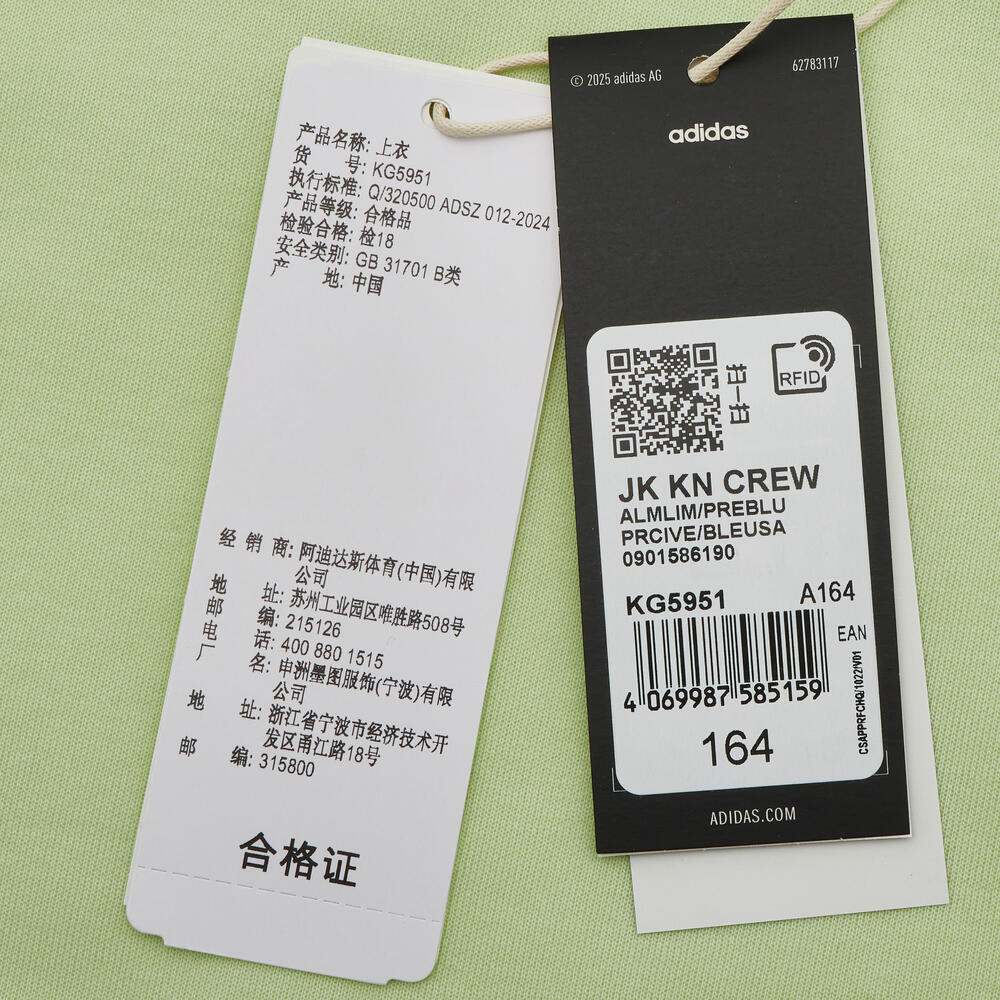 产品名称: 上衣
货 号: KG5951
执行标准: Q/320500 ADSZ 012-2024
产品等级: 合格品
检验合格: 检18
安全类别: GB 31701 B类
产 地: 中国
经 销 商: 阿迪达斯体育(中国)有限
公司
地 址: 苏州工业园区唯胜路508号
邮 编: 215126
电 话: 400 880 1515
厂 名: 申洲墨图服饰(宁波)有限
公司
地 址: 浙江省宁波市经济技术开
发区甬江路18号
邮 编: 315800
合格证
© 2025 adidas AG
62783117
adidas
RFID
JK KN CREW
ALMLIM/PREBLU
PRCIVE/BLEUSA
0901586190
KG5951 A164
EAN
4 069987 585159
CSAPPRFCHQ/1022/V01
164
ADIDAS.COM